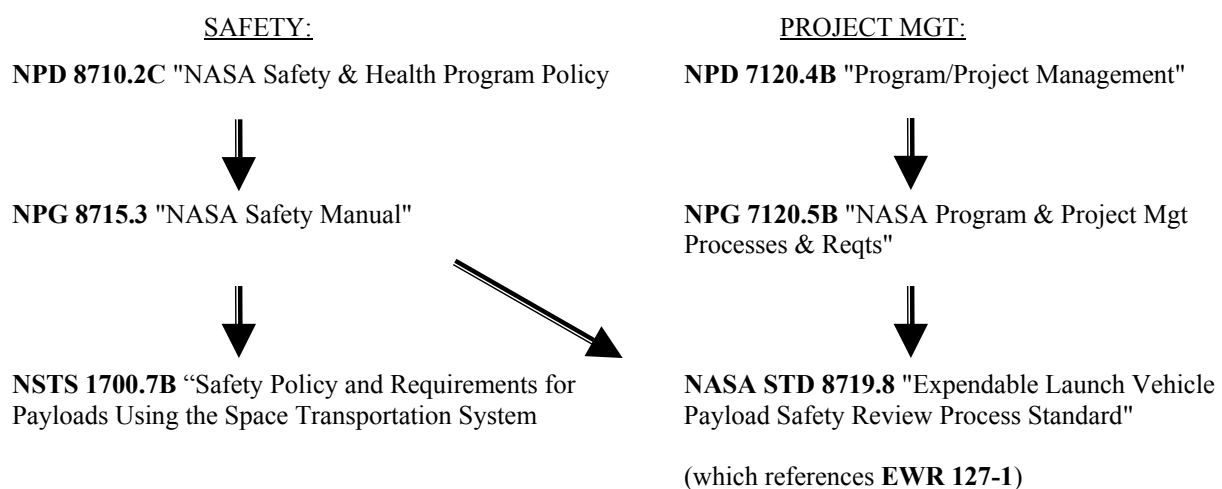 SAFETY:
PROJECT MGT:
NPD 8710.2C "NASA Safety & Health Program Policy
NPD 7120.4B "Program/Project Management"
NPG 8715.3 "NASA Safety Manual"
NPG 7120.5B "NASA Program & Project Mgt
Processes & Reqts"
NSTS 1700.7B “Safety Policy and Requirements for
Payloads Using the Space Transportation System
NASA STD 8719.8 "Expendable Launch Vehicle
Payload Safety Review Process Standard"
(which references EWR 127-1)